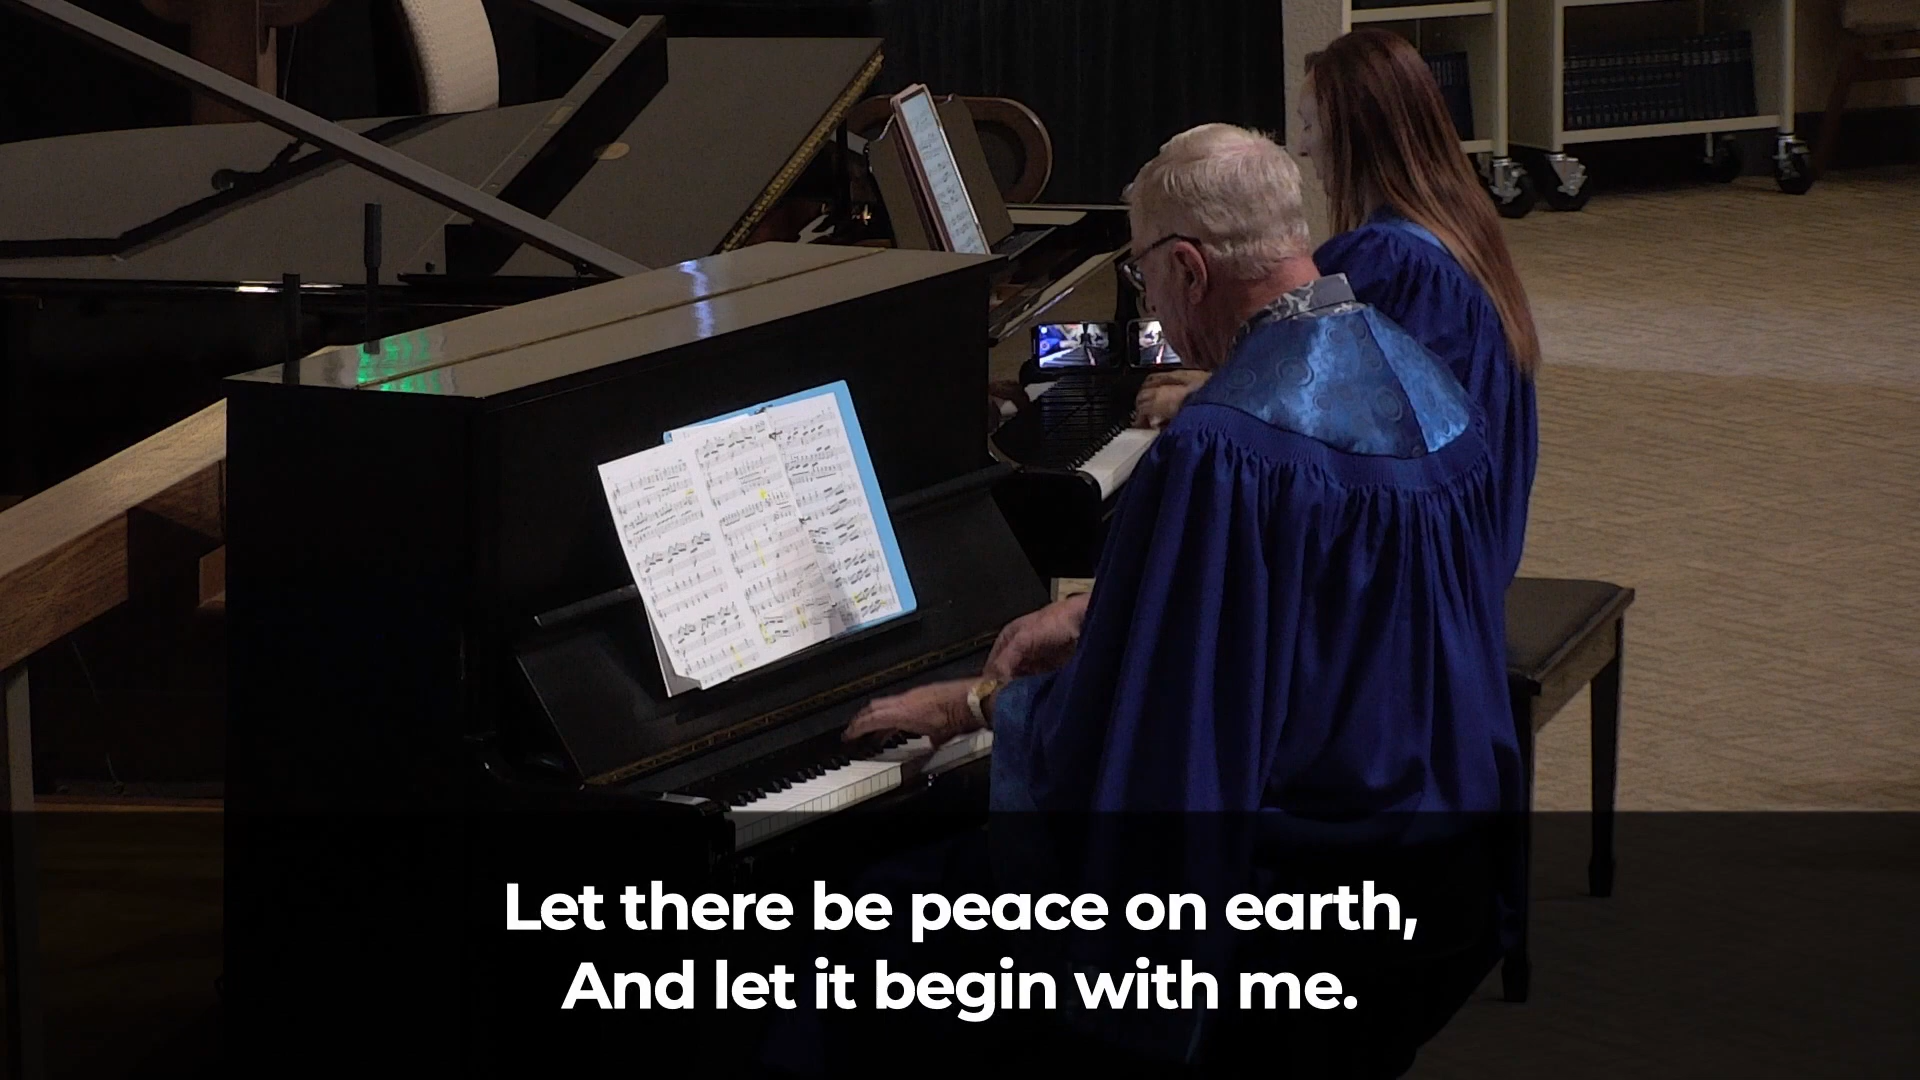 Let there be peace on earth,
And let it begin with me.